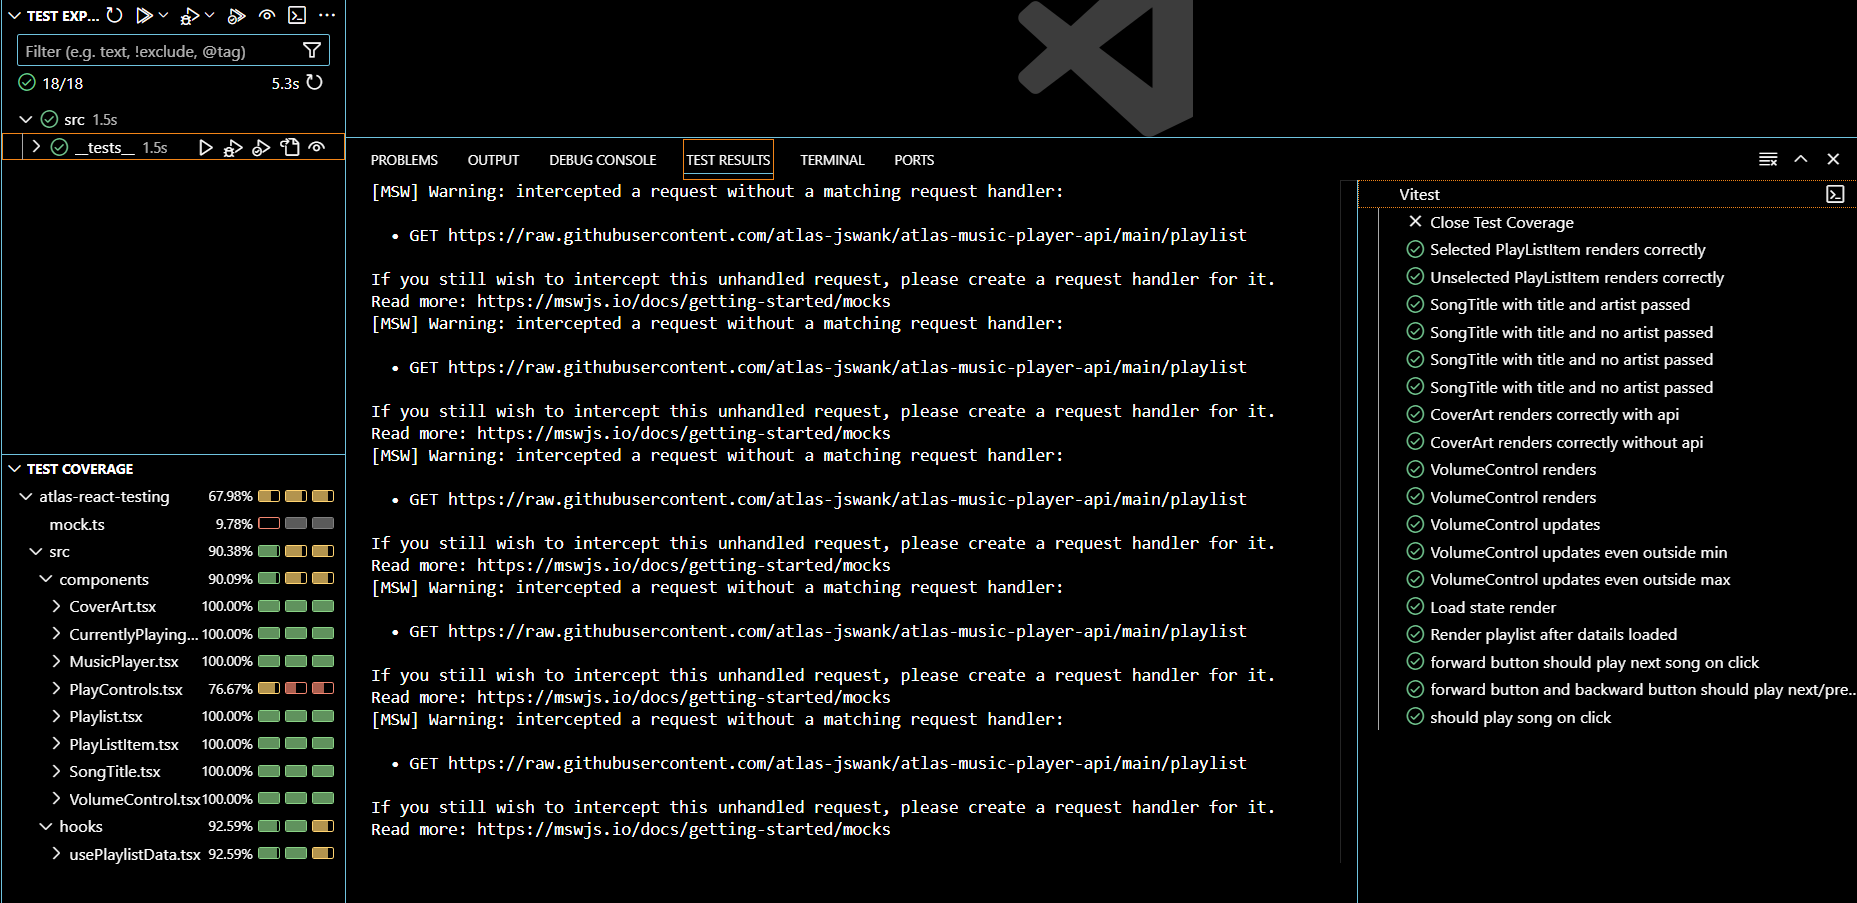 TEST EXP...
Filter (e.g. text, !exclude, @tag)
18/18 5.3s
src 1.5s
__tests__ 1.5s
TEST COVERAGE
atlas-react-testing 67.98%
mock.ts 9.78%
src 90.38%
components 90.09%
CoverArt.tsx 100.00%
CurrentlyPlaying... 100.00%
MusicPlayer.tsx 100.00%
PlayControls.tsx 76.67%
Playlist.tsx 100.00%
PlayListItem.tsx 100.00%
SongTitle.tsx 100.00%
VolumeControl.tsx 100.00%
hooks 92.59%
usePlaylistData.tsx 92.59%
PROBLEMS OUTPUT DEBUG CONSOLE TEST RESULTS TERMINAL PORTS
[MSW] Warning: intercepted a request without a matching request handler:
• GET https://raw.githubusercontent.com/atlas-jswank/atlas-music-player-api/main/playlist
If you still wish to intercept this unhandled request, please create a request handler for it.
Read more: https://mswjs.io/docs/getting-started/mocks
[MSW] Warning: intercepted a request without a matching request handler:
• GET https://raw.githubusercontent.com/atlas-jswank/atlas-music-player-api/main/playlist
If you still wish to intercept this unhandled request, please create a request handler for it.
Read more: https://mswjs.io/docs/getting-started/mocks
[MSW] Warning: intercepted a request without a matching request handler:
• GET https://raw.githubusercontent.com/atlas-jswank/atlas-music-player-api/main/playlist
If you still wish to intercept this unhandled request, please create a request handler for it.
Read more: https://mswjs.io/docs/getting-started/mocks
[MSW] Warning: intercepted a request without a matching request handler:
• GET https://raw.githubusercontent.com/atlas-jswank/atlas-music-player-api/main/playlist
If you still wish to intercept this unhandled request, please create a request handler for it.
Read more: https://mswjs.io/docs/getting-started/mocks
[MSW] Warning: intercepted a request without a matching request handler:
• GET https://raw.githubusercontent.com/atlas-jswank/atlas-music-player-api/main/playlist
If you still wish to intercept this unhandled request, please create a request handler for it.
Read more: https://mswjs.io/docs/getting-started/mocks
Vitest
Close Test Coverage
Selected PlayListItem renders correctly
Unselected PlayListItem renders correctly
SongTitle with title and artist passed
SongTitle with title and no artist passed
SongTitle with title and no artist passed
SongTitle with title and no artist passed
CoverArt renders correctly with api
CoverArt renders correctly without api
VolumeControl renders
VolumeControl renders
VolumeControl updates
VolumeControl updates even outside min
VolumeControl updates even outside max
Load state render
Render playlist after datails loaded
forward button should play next song on click
forward button and backward button should play next/pre...
should play song on click